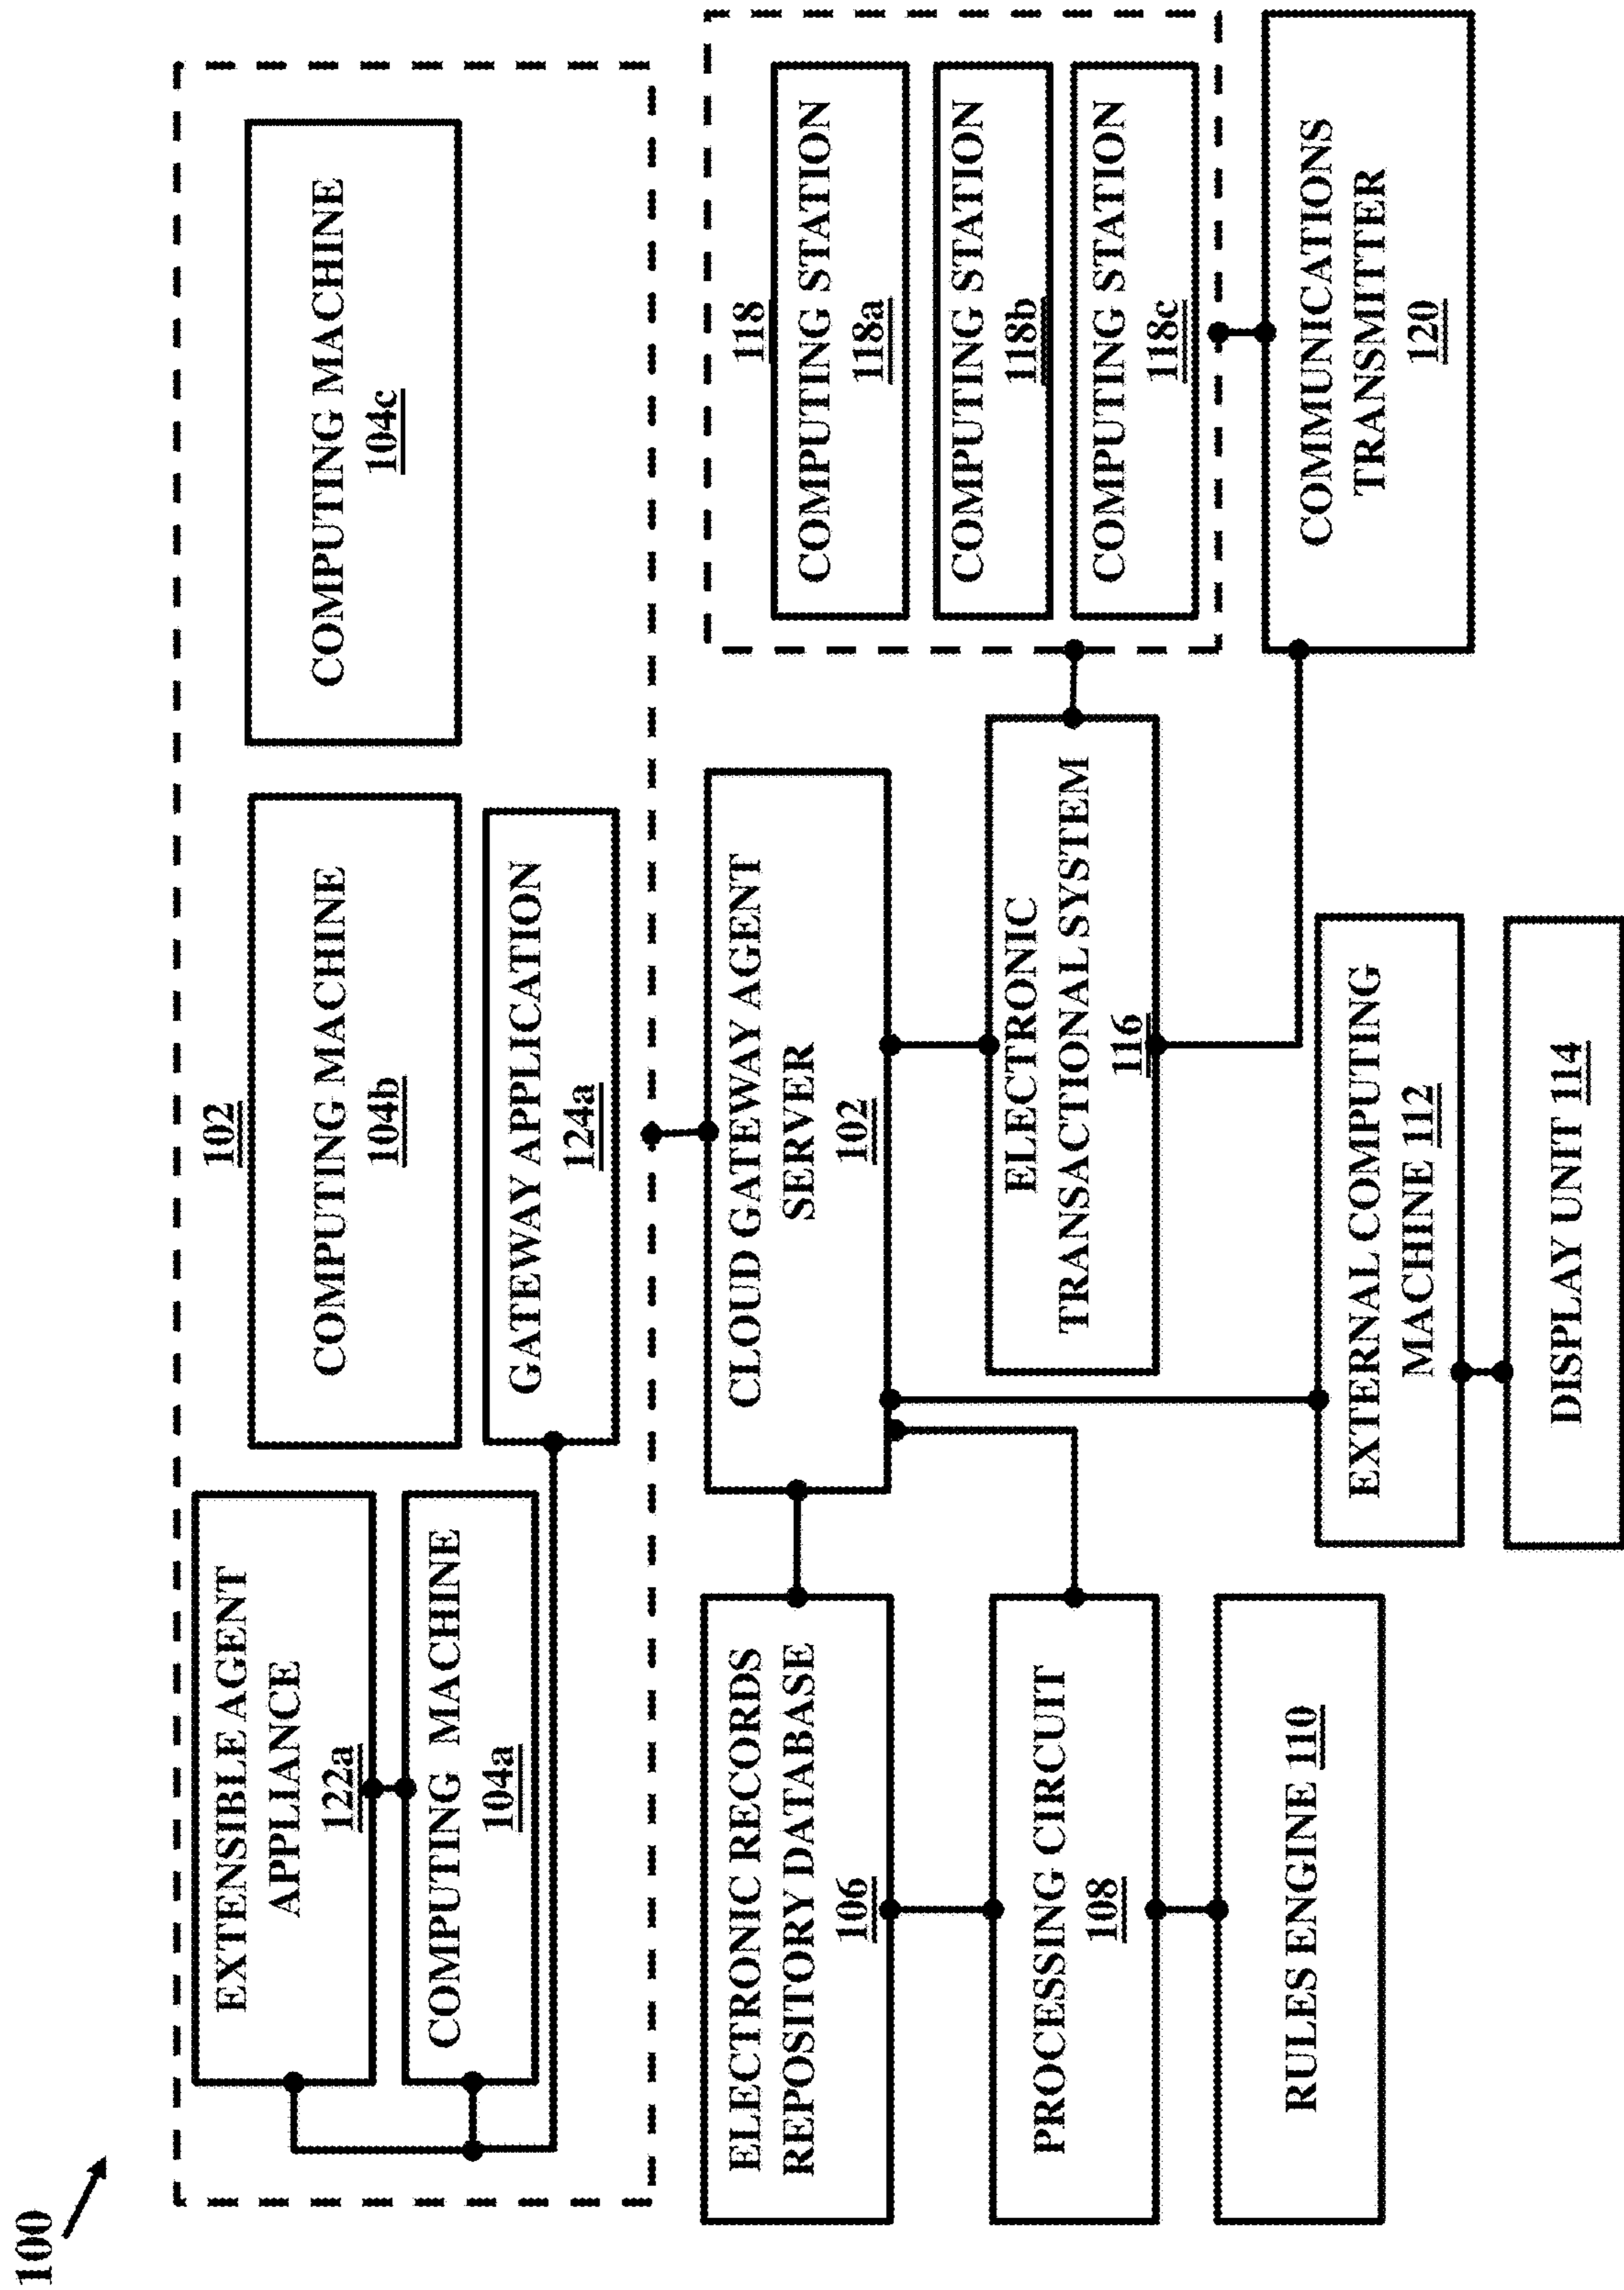 100
102
EXTENSIBLE AGENT
APPLIANCE
122a
COMPUTING MACHINE
104a
COMPUTING MACHINE
104b
GATEWAY APPLICATION
124a
COMPUTING MACHINE
104c
ELECTRONIC RECORDS
REPOSITORY DATABASE
106
CLOUD GATEWAY AGENT
SERVER
102
118
COMPUTING STATION
118a
COMPUTING STATION
118b
COMPUTING STATION
118c
PROCESSING CIRCUIT
108
ELECTRONIC
TRANSACTIONAL SYSTEM
116
RULES ENGINE 110
EXTERNAL COMPUTING
MACHINE 112
COMMUNICATIONS
TRANSMITTER
120
DISPLAY UNIT 114